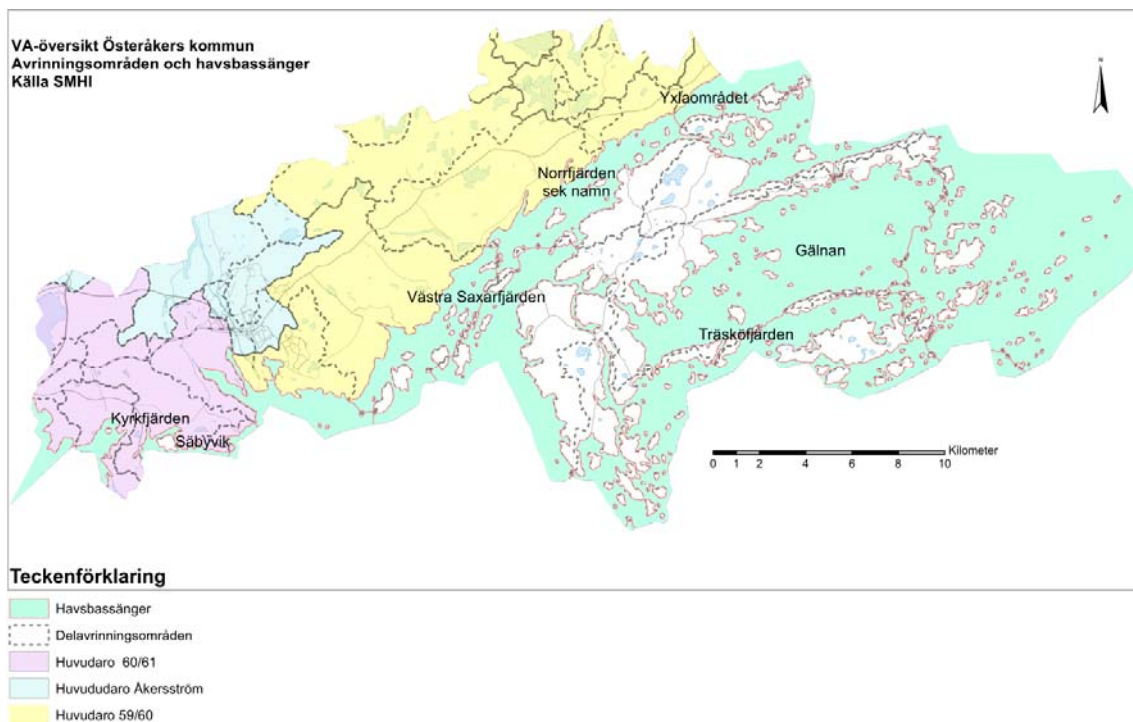 VA-översikt Österåkers kommun
Avrinningsområden och havsbassänger
Källa SMHI
N
Yxlaområdet
Norrfjärden
sek namn
Gälnan
Västra Saxarfjärden
Träsköfjärden
Kyrkfjärden
Säbyvik
Kilometer
0 1 2 4 6 8 10
Teckenförklaring
Havsbassänger
Delavrinningsområden
Huvudaro 60/61
Huvududaro Åkersström
Huvudaro 59/60